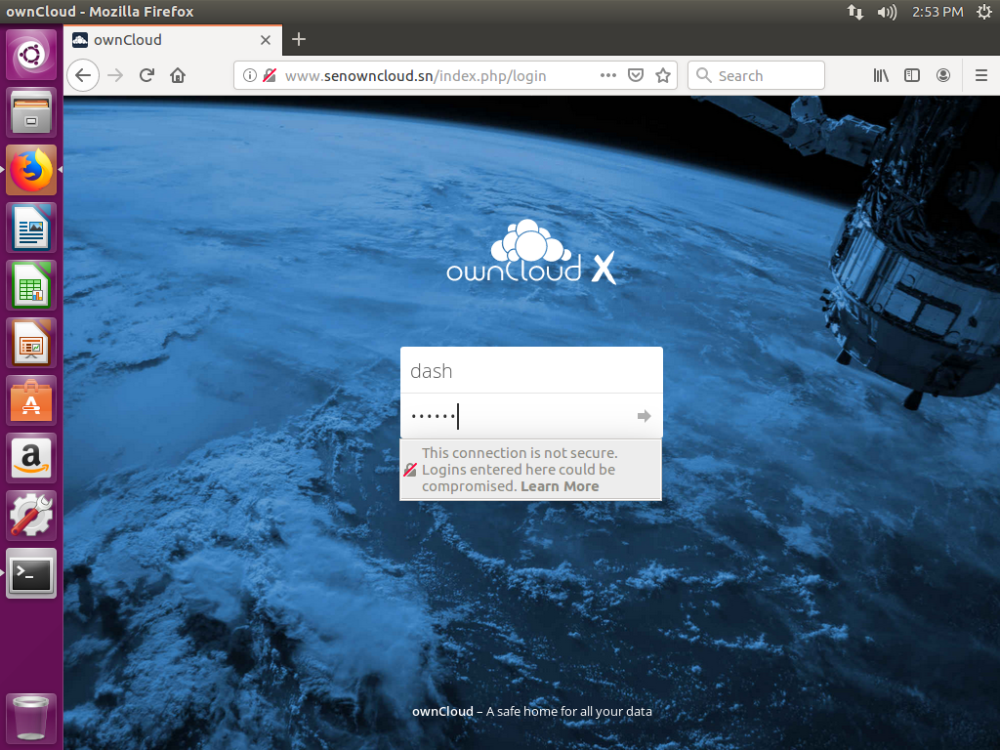 ownCloud - Mozilla Firefox
2:53 PM
ownCloud
www.senowncloud.sn/index.php/login
Search
ownCloud X
dash
••••••
This connection is not secure.
Logins entered here could be
compromised. Learn More
ownCloud – A safe home for all your data